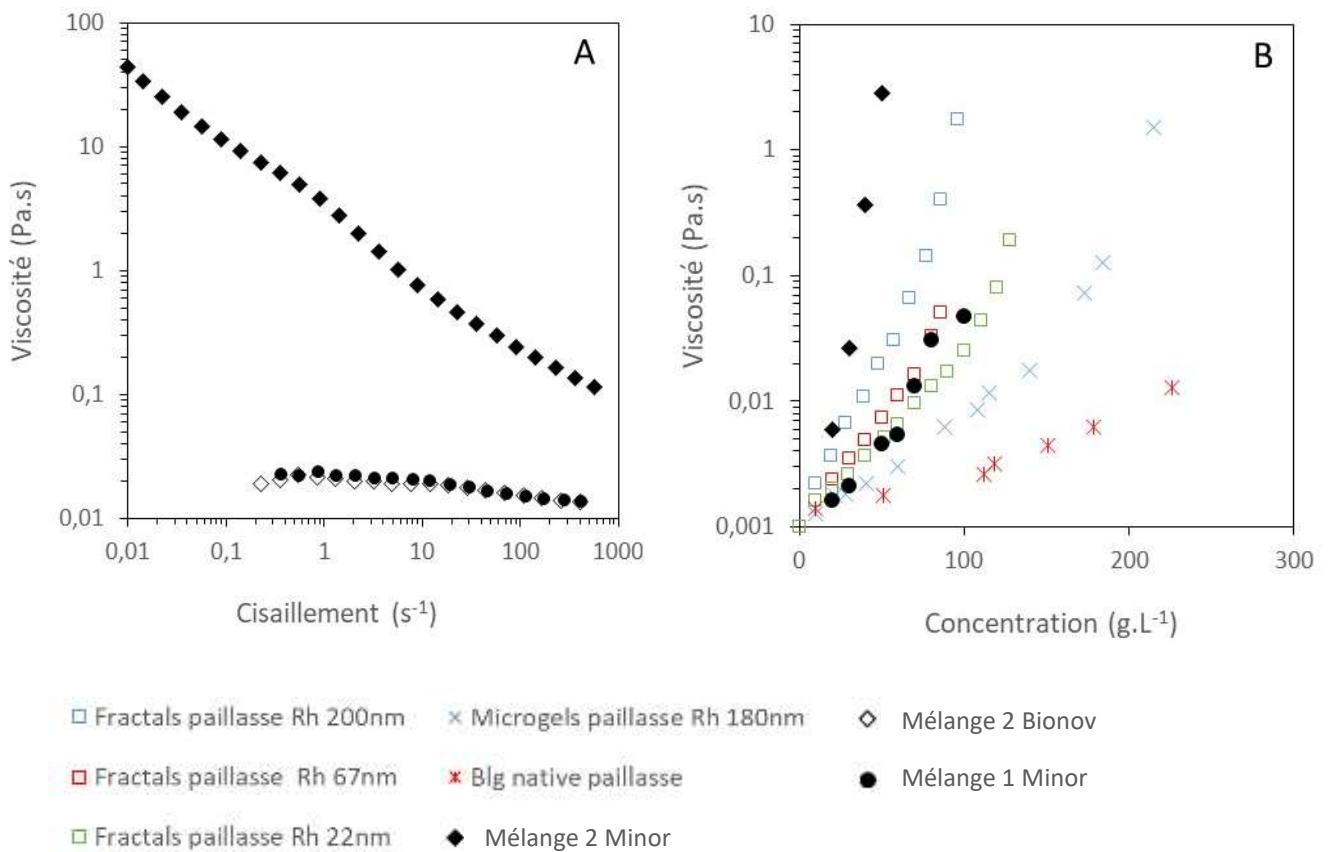 A
Viscosité (Pa.s)
100
10
1
0,1
0,01
0,01 0,1 1 10 100 1000
Cisaillement (s-1)
B
Viscosité (Pa.s)
10
1
0,1
0,01
0,001
0 100 200 300
Concentration (g.L-1)
Fractals paillasse Rh 200nm
Microgels paillasse Rh 180nm
Mélange 2 Bionov
Fractals paillasse Rh 67nm
Blg native paillasse
Mélange 1 Minor
Fractals paillasse Rh 22nm
Mélange 2 Minor